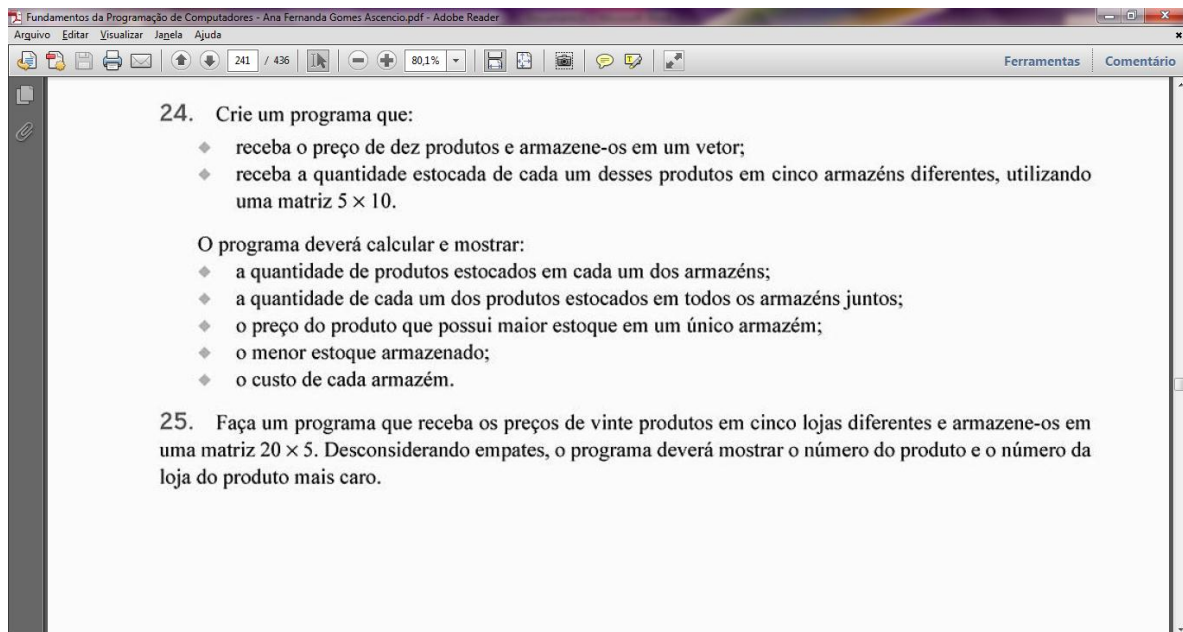 Fundamentos da Programação de Computadores - Ana Fernanda Gomes Ascencio.pdf - Adobe Reader
Arquivo Editar Visualizar Janela Ajuda
241 / 436 80,1% Ferramentas Comentário
24. Crie um programa que:
receba o preço de dez produtos e armazene-os em um vetor;
receba a quantidade estocada de cada um desses produtos em cinco armazéns diferentes, utilizando
uma matriz 5 × 10.
O programa deverá calcular e mostrar:
a quantidade de produtos estocados em cada um dos armazéns;
a quantidade de cada um dos produtos estocados em todos os armazéns juntos;
o preço do produto que possui maior estoque em um único armazém;
o menor estoque armazenado;
o custo de cada armazém.
25. Faça um programa que receba os preços de vinte produtos em cinco lojas diferentes e armazene-os em
uma matriz 20 × 5. Desconsiderando empates, o programa deverá mostrar o número do produto e o número da
loja do produto mais caro.